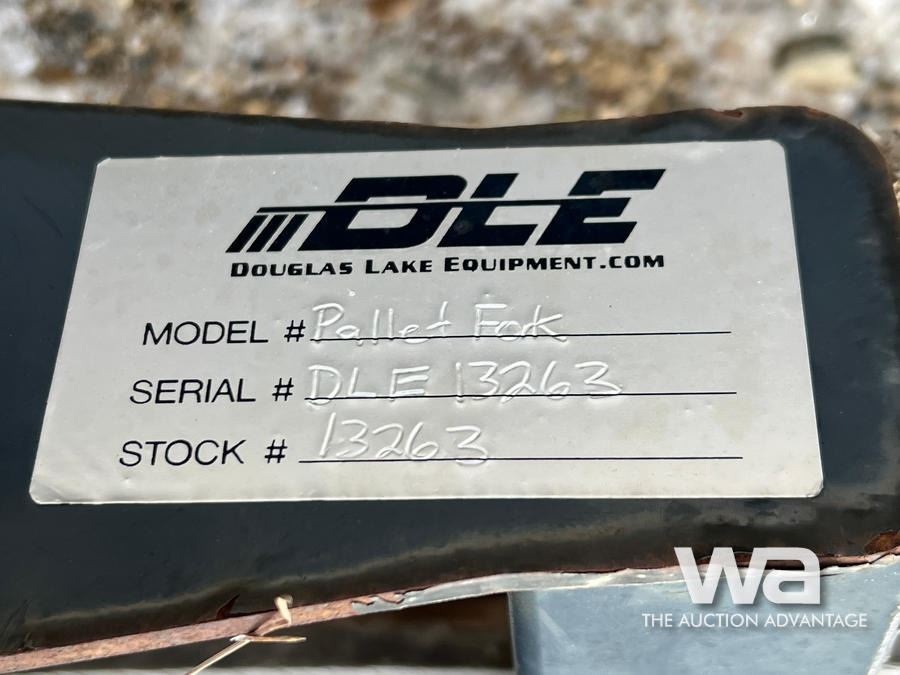 DLE
DOUGLAS LAKE EQUIPMENT.COM
MODEL # Pallet Fork
SERIAL # DLE 13263
STOCK # 13263
wa
THE AUCTION ADVANTAGE